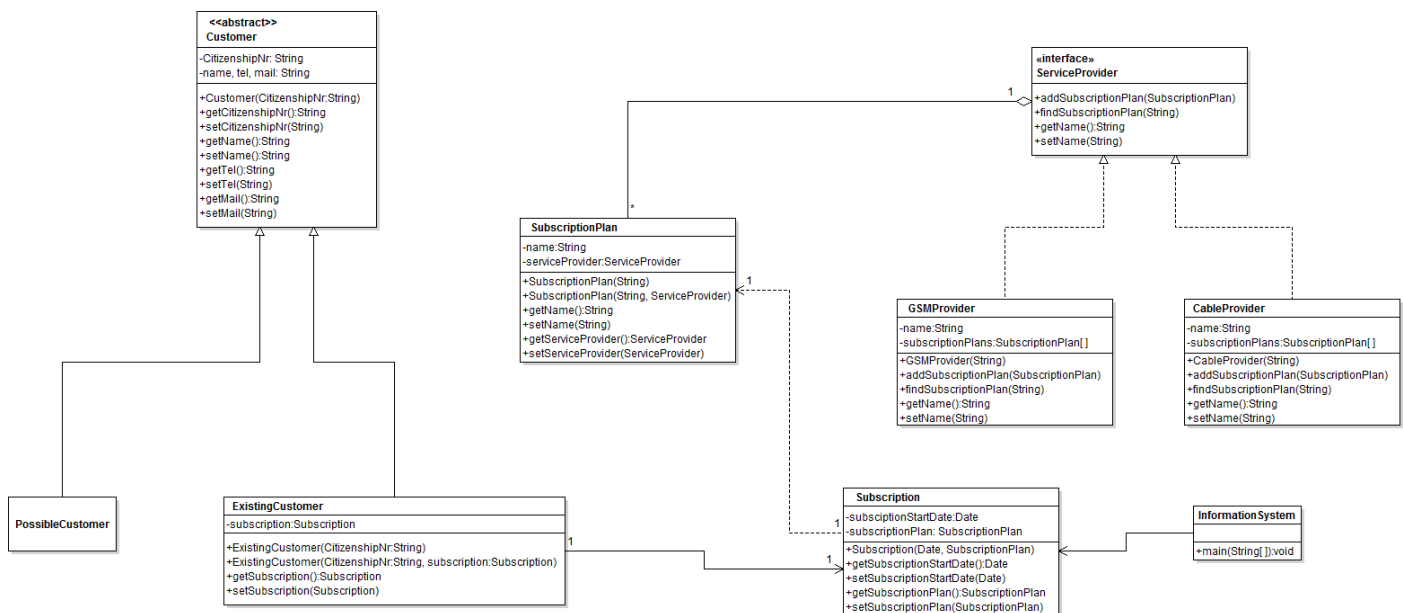 <<abstract>>
Customer
-CitizenshipNr: String
-name, tel, mail: String
+Customer(CitizenshipNr:String)
+getCitizenshipNr():String
+setCitizenshipNr(String)
+getName():String
+setName():String
+getTel():String
+setTel(String)
+getMail():String
+setMail(String)
«interface»
ServiceProvider
+addSubscriptionPlan(SubscriptionPlan)
+findSubscriptionPlan(String)
+getName():String
+setName(String)
1
*
SubscriptionPlan
-name:String
-serviceProvider:ServiceProvider
+SubscriptionPlan(String)
+SubscriptionPlan(String, ServiceProvider)
+getName():String
+setName(String)
+getServiceProvider():ServiceProvider
+setServiceProvider(ServiceProvider)
1
GSMProvider
-name:String
-subscriptionPlans:SubscriptionPlan[ ]
+GSMProvider(String)
+addSubscriptionPlan(SubscriptionPlan)
+findSubscriptionPlan(String)
+getName():String
+setName(String)
CableProvider
-name:String
-subscriptionPlans:SubscriptionPlan[ ]
+CableProvider(String)
+addSubscriptionPlan(SubscriptionPlan)
+findSubscriptionPlan(String)
+getName():String
+setName(String)
PossibleCustomer
ExistingCustomer
-subscription:Subscription
+ExistingCustomer(CitizenshipNr:String)
+ExistingCustomer(CitizenshipNr:String, subscription:Subscription)
+getSubscription():Subscription
+setSubscription(Subscription)
1
1
1
Subscription
-subsciptionStartDate:Date
-subscriptionPlan: SubscriptionPlan
+Subscription(Date, SubscriptionPlan)
+getSubscriptionStartDate():Date
+setSubscriptionStartDate(Date)
+getSubscriptionPlan():SubscriptionPlan
+setSubscriptionPlan(SubscriptionPlan)
InformationSystem
+main(String[ ]):void